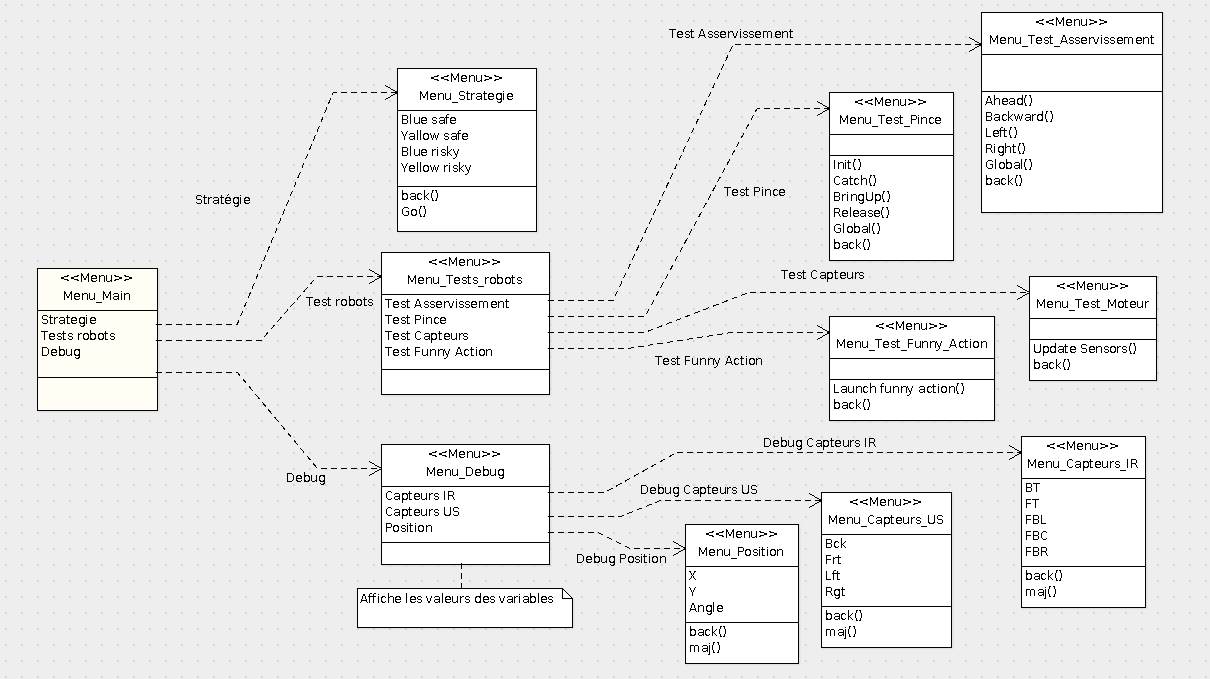 <<Menu>>
Menu_Main
Strategie
Tests robots
Debug
Stratégie
Test robots
Debug
<<Menu>>
Menu_Strategie
Blue safe
Yallow safe
Blue risky
Yellow risky
back()
Go()
<<Menu>>
Menu_Tests_robots
Test Asservissement
Test Pince
Test Capteurs
Test Funny Action
<<Menu>>
Menu_Debug
Capteurs IR
Capteurs US
Position
Affiche les valeurs des variables
Test Asservissement
Test Pince
Test Capteurs
Test Funny Action
Debug Capteurs IR
Debug Capteurs US
Debug Position
<<Menu>>
Menu_Test_Asservissement
Ahead()
Backward()
Left()
Right()
Global()
back()
<<Menu>>
Menu_Test_Pince
Init()
Catch()
BringUp()
Release()
Global()
back()
<<Menu>>
Menu_Test_Moteur
Update Sensors()
back()
<<Menu>>
Menu_Test_Funny_Action
Launch funny action()
back()
<<Menu>>
Menu_Capteurs_IR
BT
FT
FBL
FBC
FBR
back()
maj()
<<Menu>>
Menu_Capteurs_US
Bck
Frt
Lft
Rgt
back()
maj()
<<Menu>>
Menu_Position
X
Y
Angle
back()
maj()